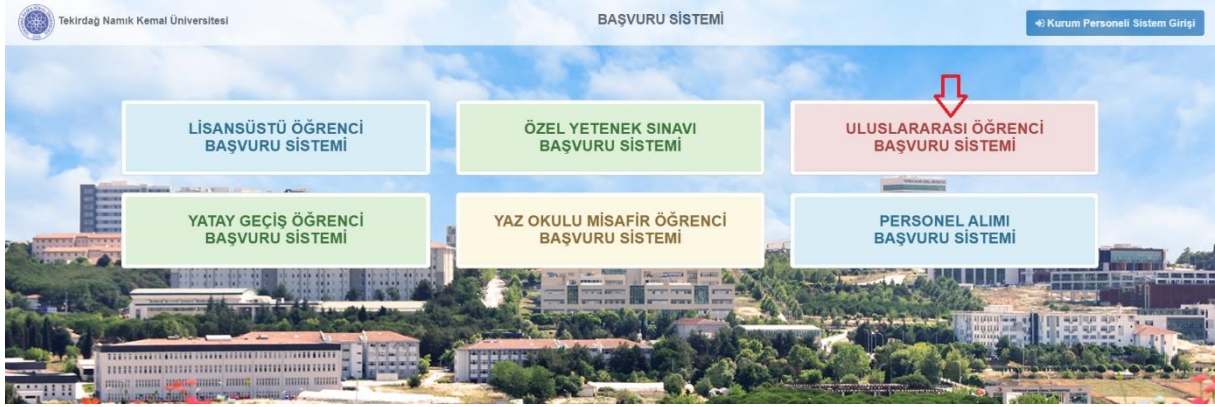 Tekirdağ Namık Kemal Üniversitesi
BAŞVURU SİSTEMİ
Kurum Personeli Sistem Girişi
LİSANSÜSTÜ ÖĞRENCİ
BAŞVURU SİSTEMİ
ÖZEL YETENEK SINAVI
BAŞVURU SİSTEMİ
ULUSLARARASI ÖĞRENCİ
BAŞVURU SİSTEMİ
YATAY GEÇİŞ ÖĞRENCİ
BAŞVURU SİSTEMİ
YAZ OKULU MİSAFİR ÖĞRENCİ
BAŞVURU SİSTEMİ
PERSONEL ALIMI
BAŞVURU SİSTEMİ